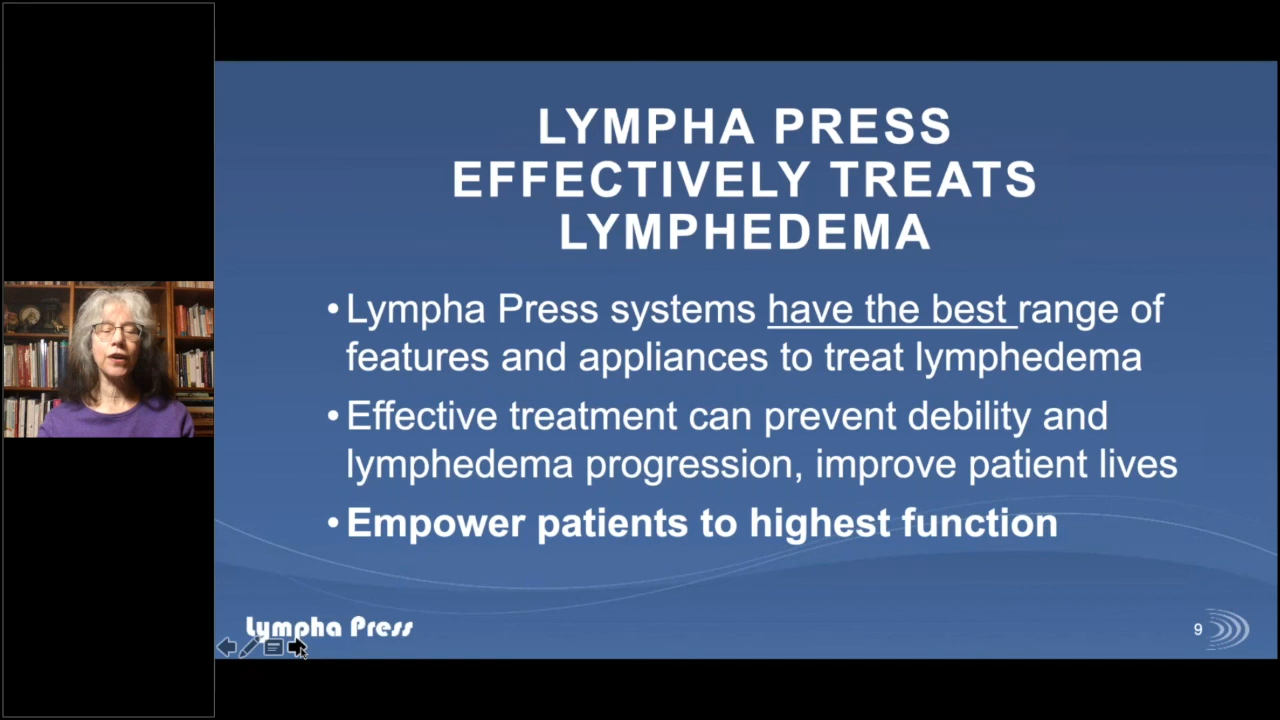 LYMPHA PRESS
EFFECTIVELY TREATS
LYMPHEDEMA
•Lympha Press systems have the best range of
features and appliances to treat lymphedema
•Effective treatment can prevent debility and
lymphedema progression, improve patient lives
•Empower patients to highest function
Lympha Press
9